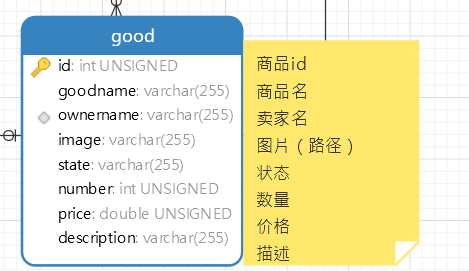 good
id: int UNSIGNED
goodname: varchar(255)
ownername: varchar(255)
image: varchar(255)
state: varchar(255)
number: int UNSIGNED
price: double UNSIGNED
description: varchar(255)
商品id
商品名
卖家名
图片（路径）
状态
数量
价格
描述